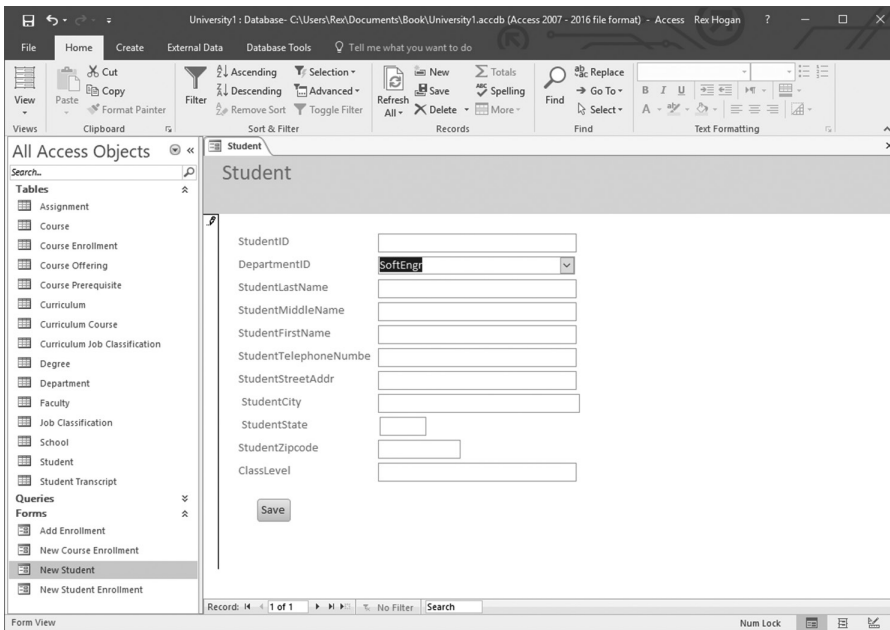 University1 : Database- C:\Users\Rex\Documents\Book\University1.accdb (Access 2007 - 2016 file format) - Access Rex Hogan ?
File Home Create External Data Database Tools Tell me what you want to do
View
Views
Paste
Cut
Copy
Format Painter
Clipboard
Filter
Ascending
Descending
Remove Sort
Selection
Advanced
Toggle Filter
Sort & Filter
Refresh
All
New
Save
Delete
Totals
Spelling
More
Records
Find
Replace
Go To
Select
Find
B I U
A
Text Formatting
All Access Objects
Search...
Tables
Assignment
Course
Course Enrollment
Course Offering
Course Prerequisite
Curriculum
Curriculum Course
Curriculum Job Classification
Degree
Department
Faculty
Job Classification
School
Student
Student Transcript
Queries
Forms
Add Enrollment
New Course Enrollment
New Student
New Student Enrollment
Student
Student
StudentID
DepartmentID SoftEngr
StudentLastName
StudentMiddleName
StudentFirstName
StudentTelephoneNumbe
StudentStreetAddr
StudentCity
StudentState
StudentZipcode
ClassLevel
Save
Record: 1 of 1 No Filter Search
Form View Num Lock